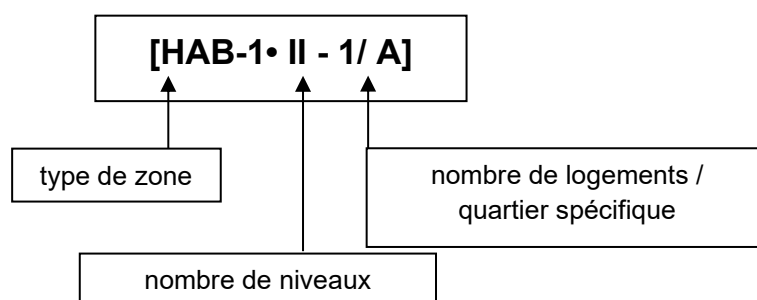 [HAB-1• II - 1/ A]
type de zone
nombre de logements /
quartier spécifique
nombre de niveaux